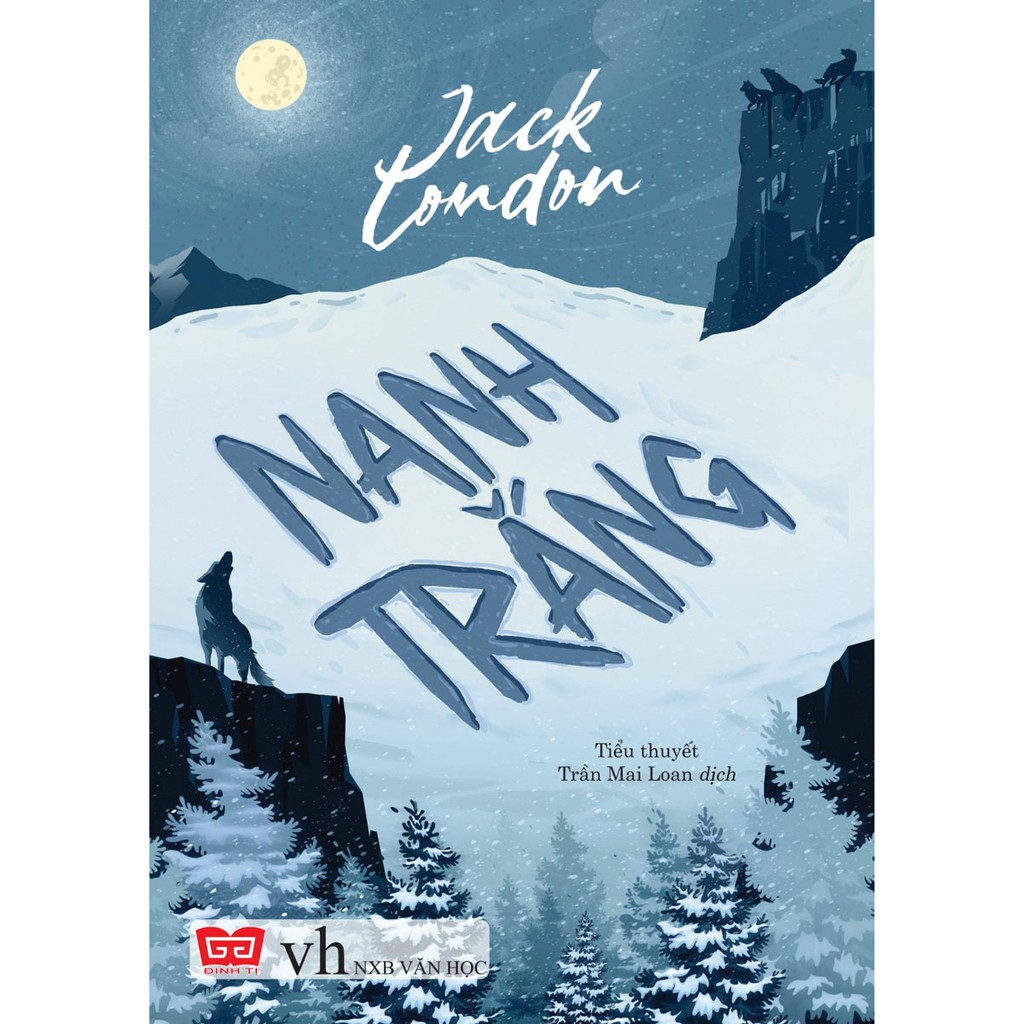 Jack
London
NANH
TRẮNG
Tiểu thuyết
Trần Mai Loan dịch
ĐINH TỊ
vh NXB VĂN HỌC